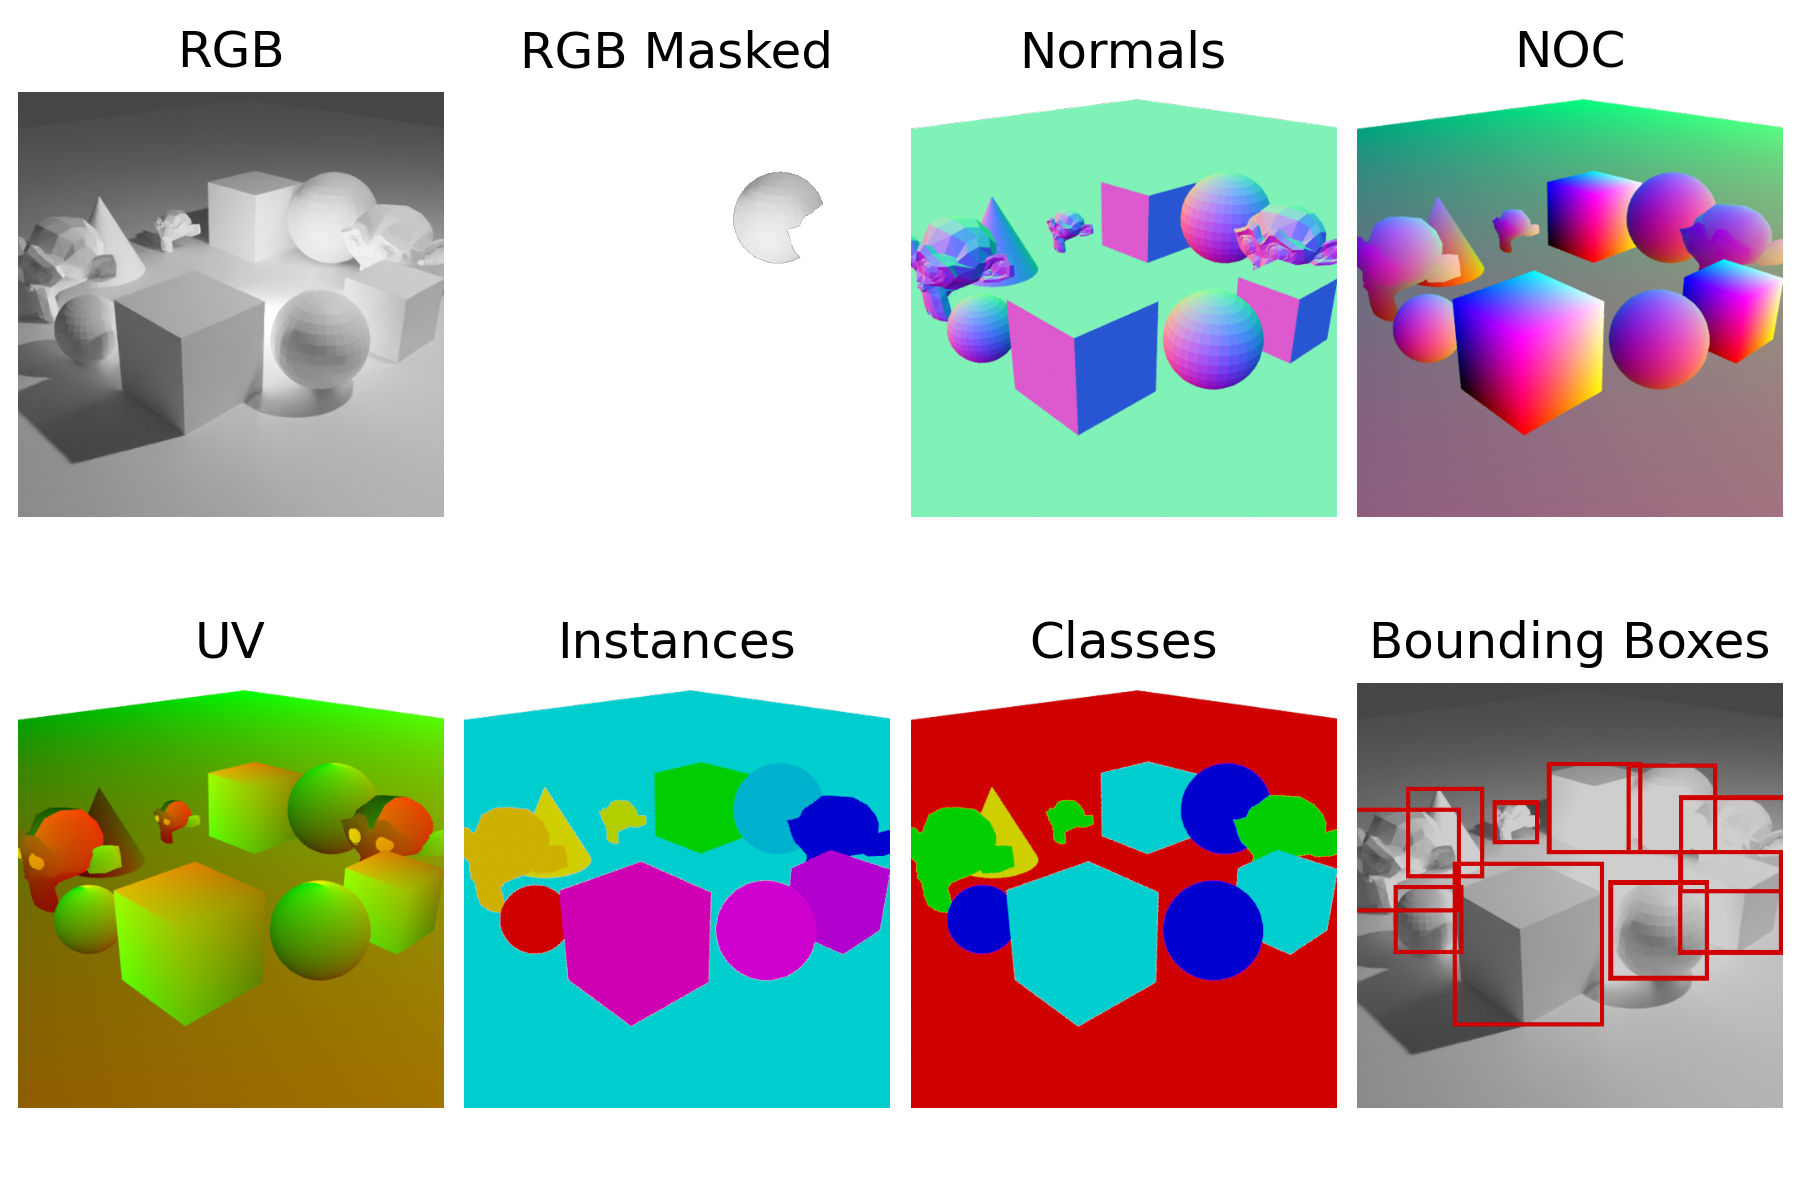 RGB
RGB Masked
Normals
NOC
UV
Instances
Classes
Bounding Boxes